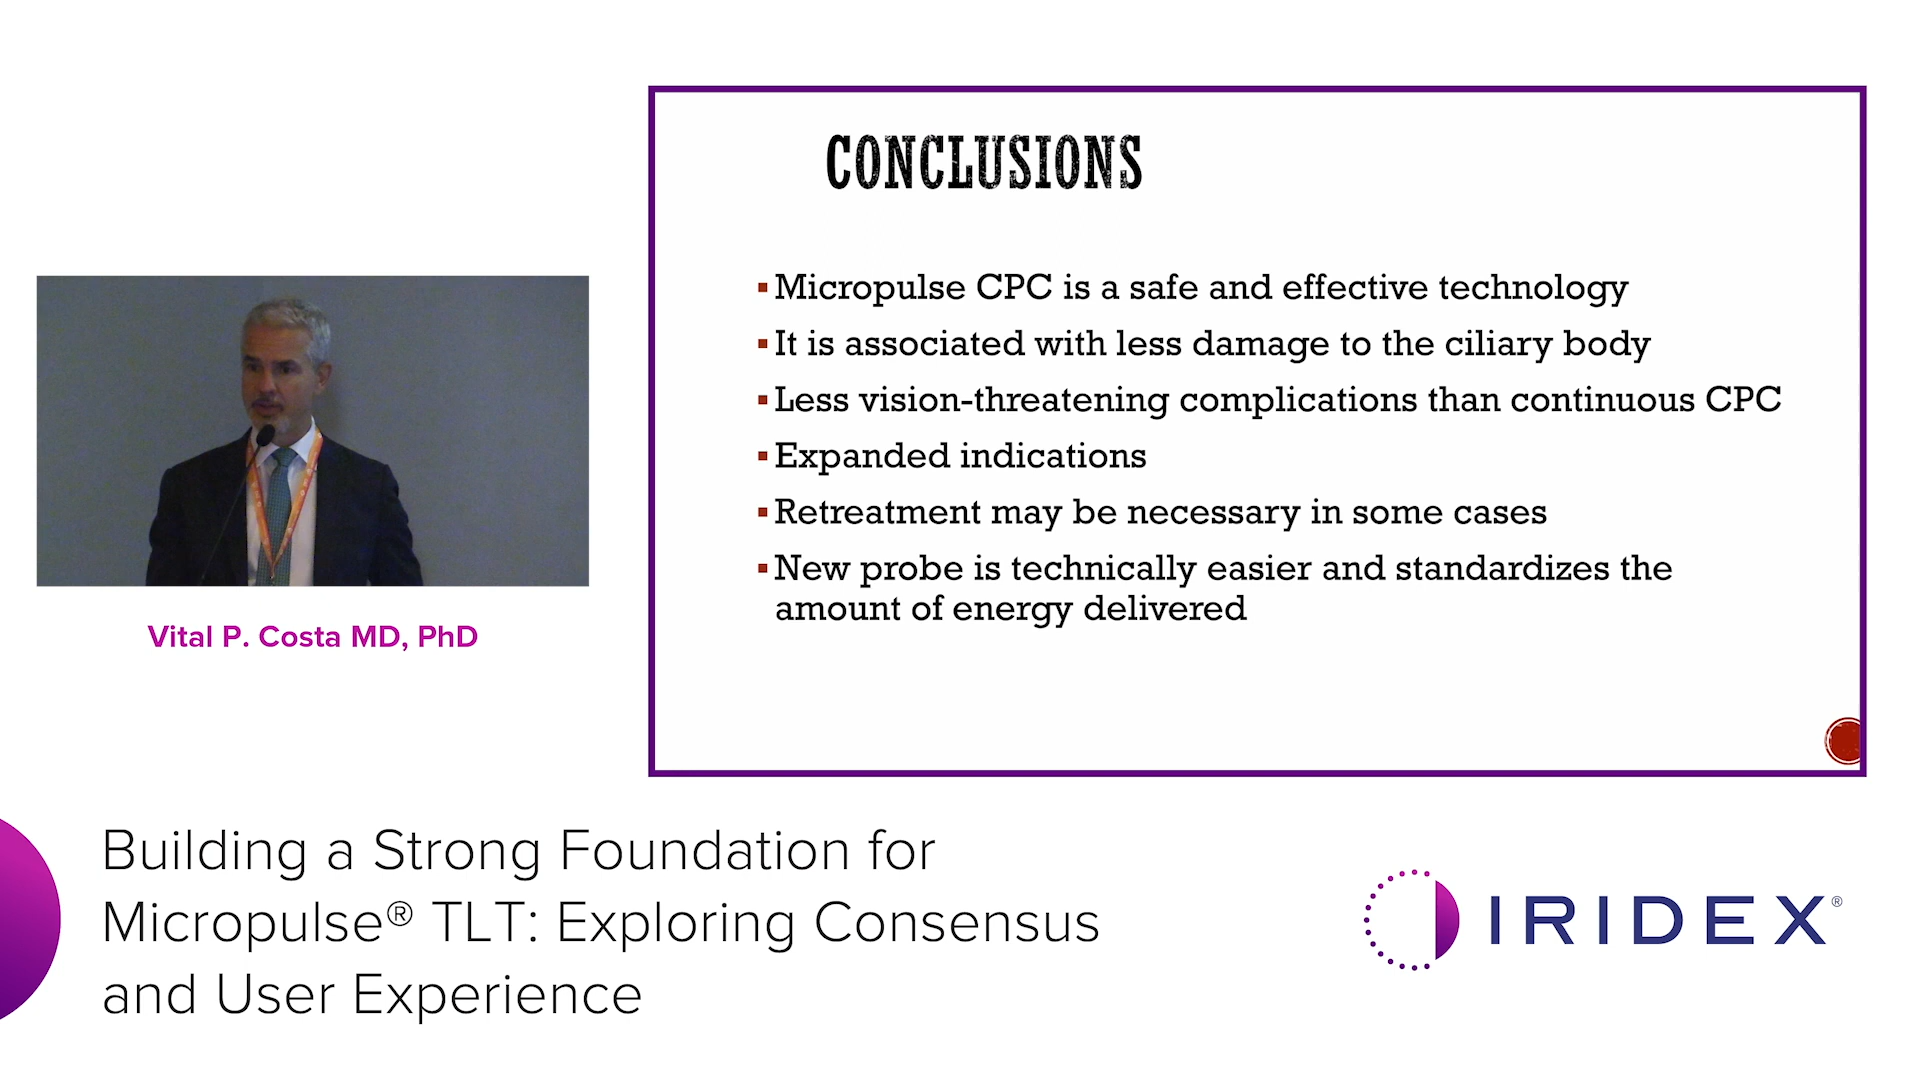 CONCLUSIONS
▪ Micropulse CPC is a safe and effective technology
▪ It is associated with less damage to the ciliary body
▪ Less vision-threatening complications than continuous CPC
▪ Expanded indications
▪ Retreatment may be necessary in some cases
▪ New probe is technically easier and standardizes the
amount of energy delivered
Vital P. Costa MD, PhD
Building a Strong Foundation for
Micropulse® TLT: Exploring Consensus
and User Experience
IRIDEX®